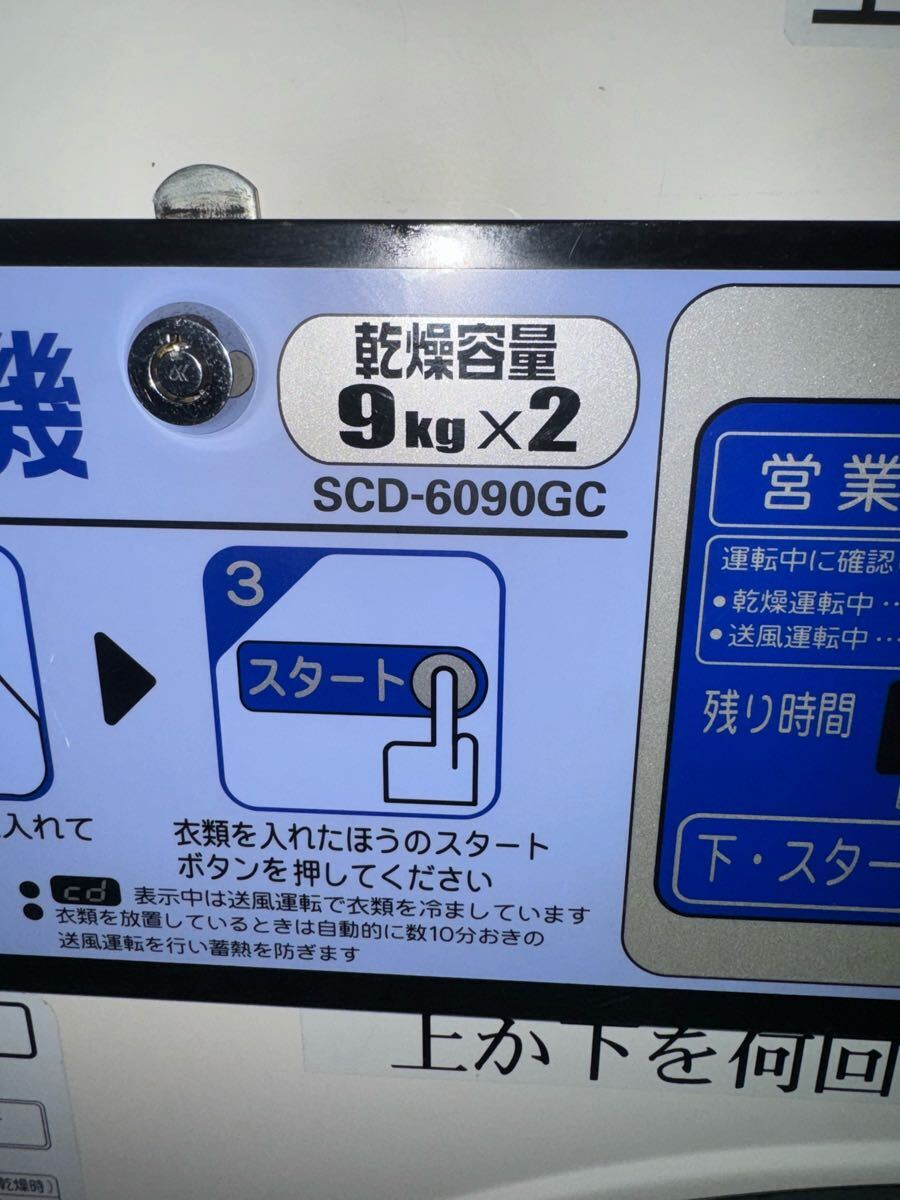 機
乾燥容量
9kg×2
SCD-6090GC
営業
運転中に確認
•乾燥運転中‥
•送風運転中…
3
スタート
残り時間
入れて
衣類を入れたほうのスタート
ボタンを押してください
下・スター
●cd 表示中は送風運転で衣類を冷ましています
●衣類を放置しているときは自動的に数10分おきの
送風運転を行い蓄熱を防ぎます
上か下を何回
乾燥時)